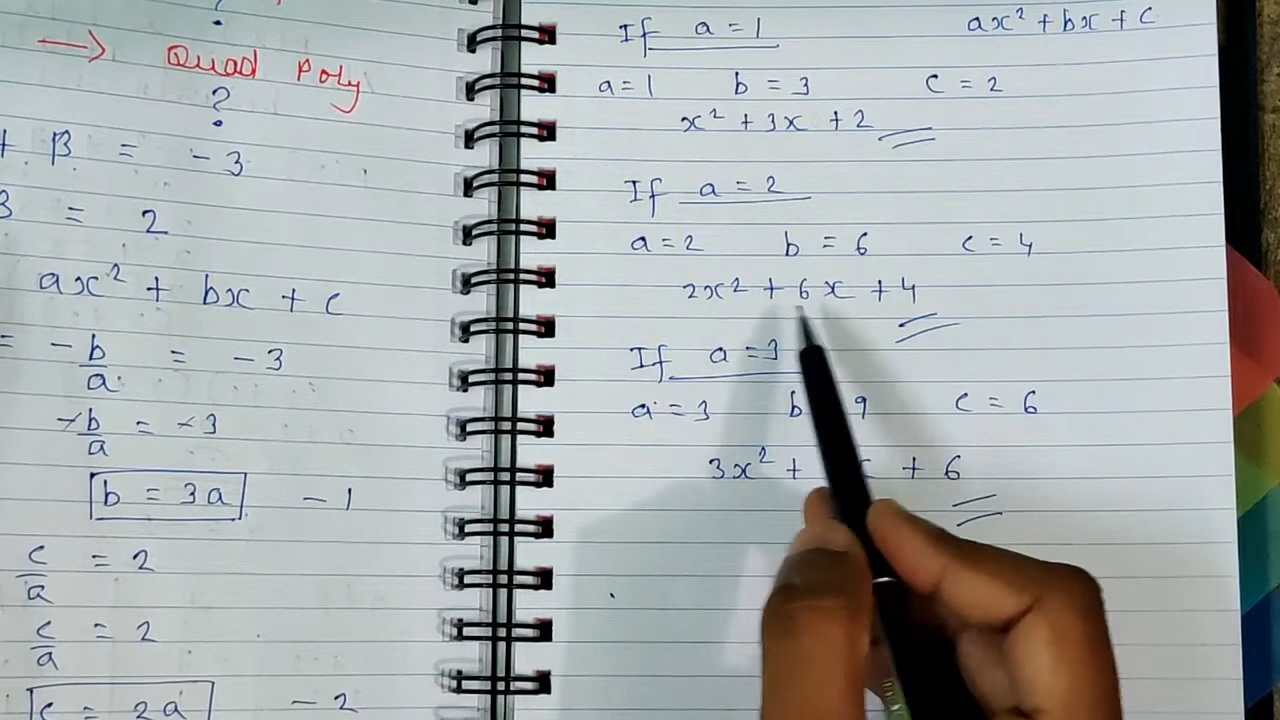 ?
→ Quad Poly
?
+ β = -3
= 2
ax² + bx + c
= -b/a = -3
-b/a = -3
b = 3a - 1
c/a = 2
c/a = 2
c = 2a - 2
If a = 1 ax² + bx + c
a = 1 b = 3 c = 2
x² + 3x + 2
If a = 2
a = 2 b = 6 c = 4
2x² + 6x + 4
If a = 3
a = 3 b 9 c = 6
3x² + + 6